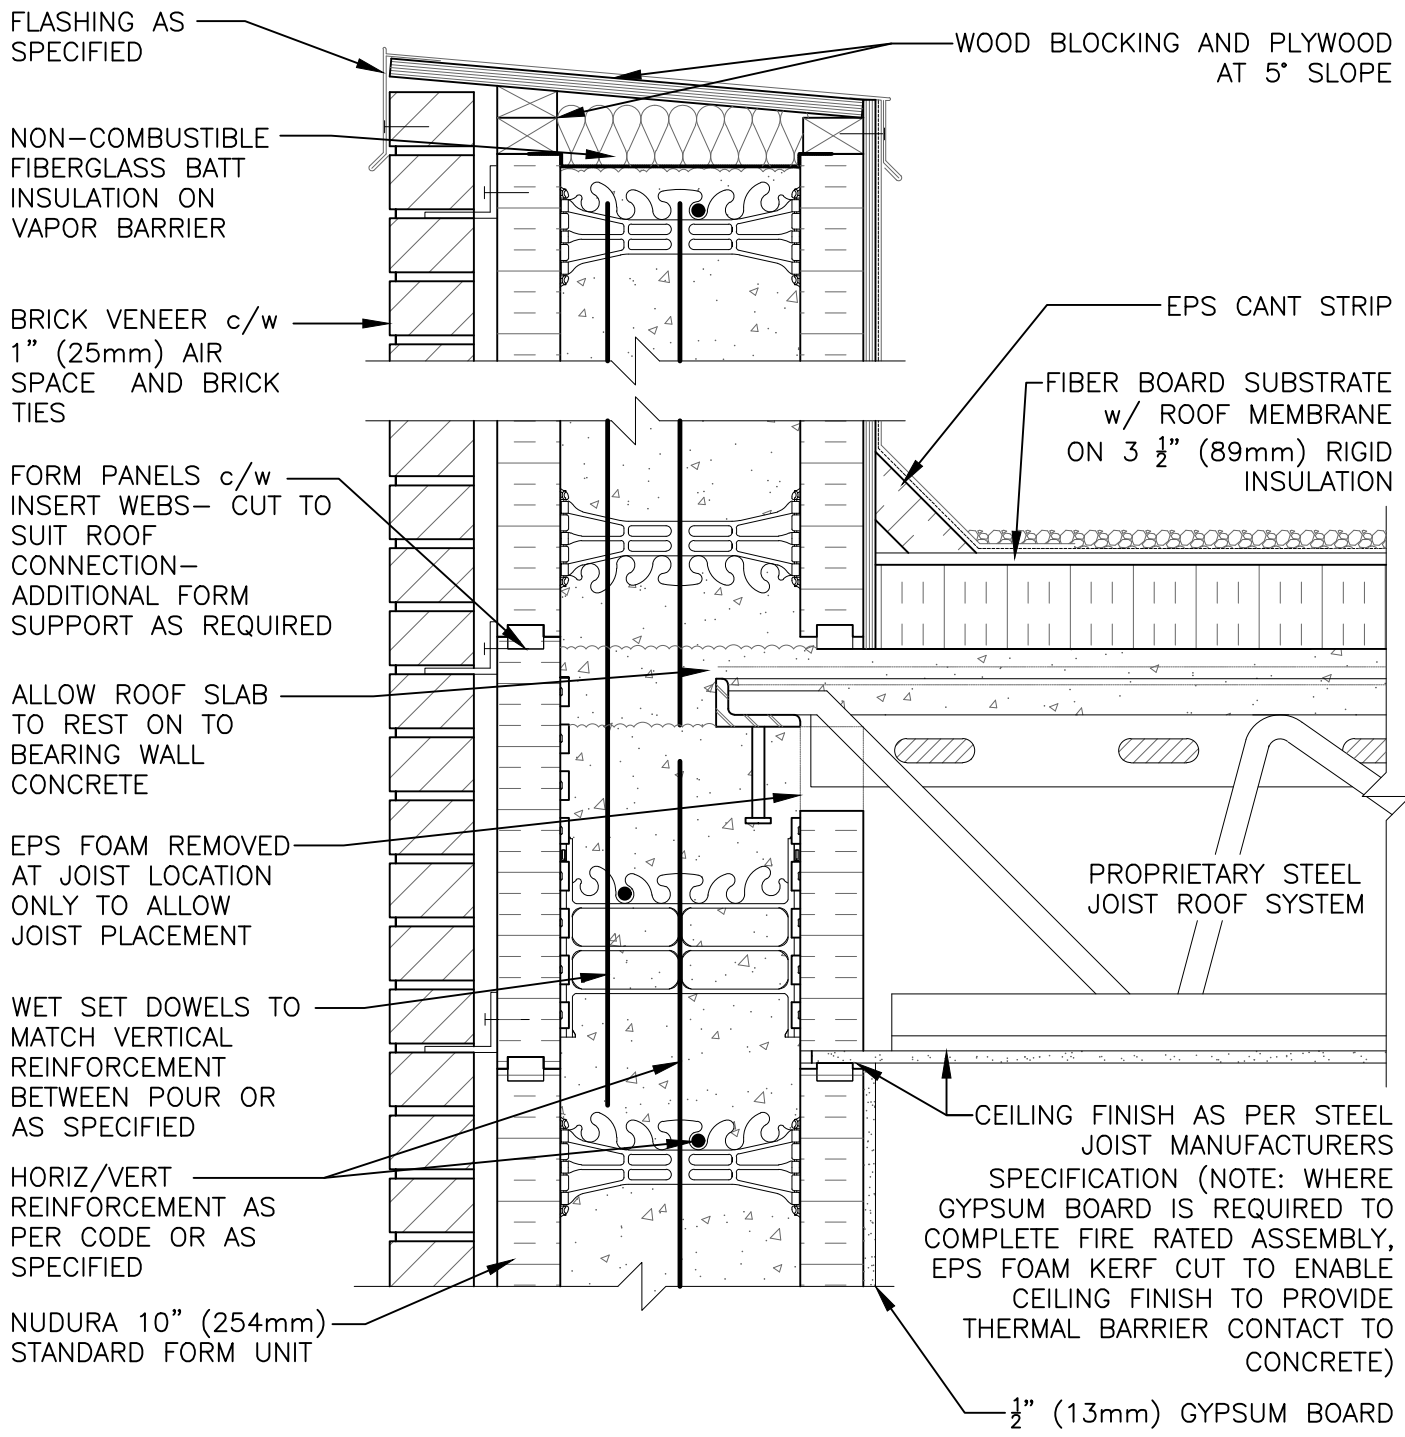 FLASHING AS
SPECIFIED
WOOD BLOCKING AND PLYWOOD
AT 5° SLOPE
NON-COMBUSTIBLE
FIBERGLASS BATT
INSULATION ON
VAPOR BARRIER
BRICK VENEER c/w
1" (25mm) AIR
SPACE AND BRICK
TIES
EPS CANT STRIP
FIBER BOARD SUBSTRATE
w/ ROOF MEMBRANE
ON 3 ½" (89mm) RIGID
INSULATION
FORM PANELS c/w
INSERT WEBS- CUT TO
SUIT ROOF
CONNECTION-
ADDITIONAL FORM
SUPPORT AS REQUIRED
ALLOW ROOF SLAB
TO REST ON TO
BEARING WALL
CONCRETE
EPS FOAM REMOVED
AT JOIST LOCATION
ONLY TO ALLOW
JOIST PLACEMENT
PROPRIETARY STEEL
JOIST ROOF SYSTEM
WET SET DOWELS TO
MATCH VERTICAL
REINFORCEMENT
BETWEEN POUR OR
AS SPECIFIED
HORIZ/VERT
REINFORCEMENT AS
PER CODE OR AS
SPECIFIED
NUDURA 10" (254mm)
STANDARD FORM UNIT
CEILING FINISH AS PER STEEL
JOIST MANUFACTURERS
SPECIFICATION (NOTE: WHERE
GYPSUM BOARD IS REQUIRED TO
COMPLETE FIRE RATED ASSEMBLY,
EPS FOAM KERF CUT TO ENABLE
CEILING FINISH TO PROVIDE
THERMAL BARRIER CONTACT TO
CONCRETE)
½" (13mm) GYPSUM BOARD